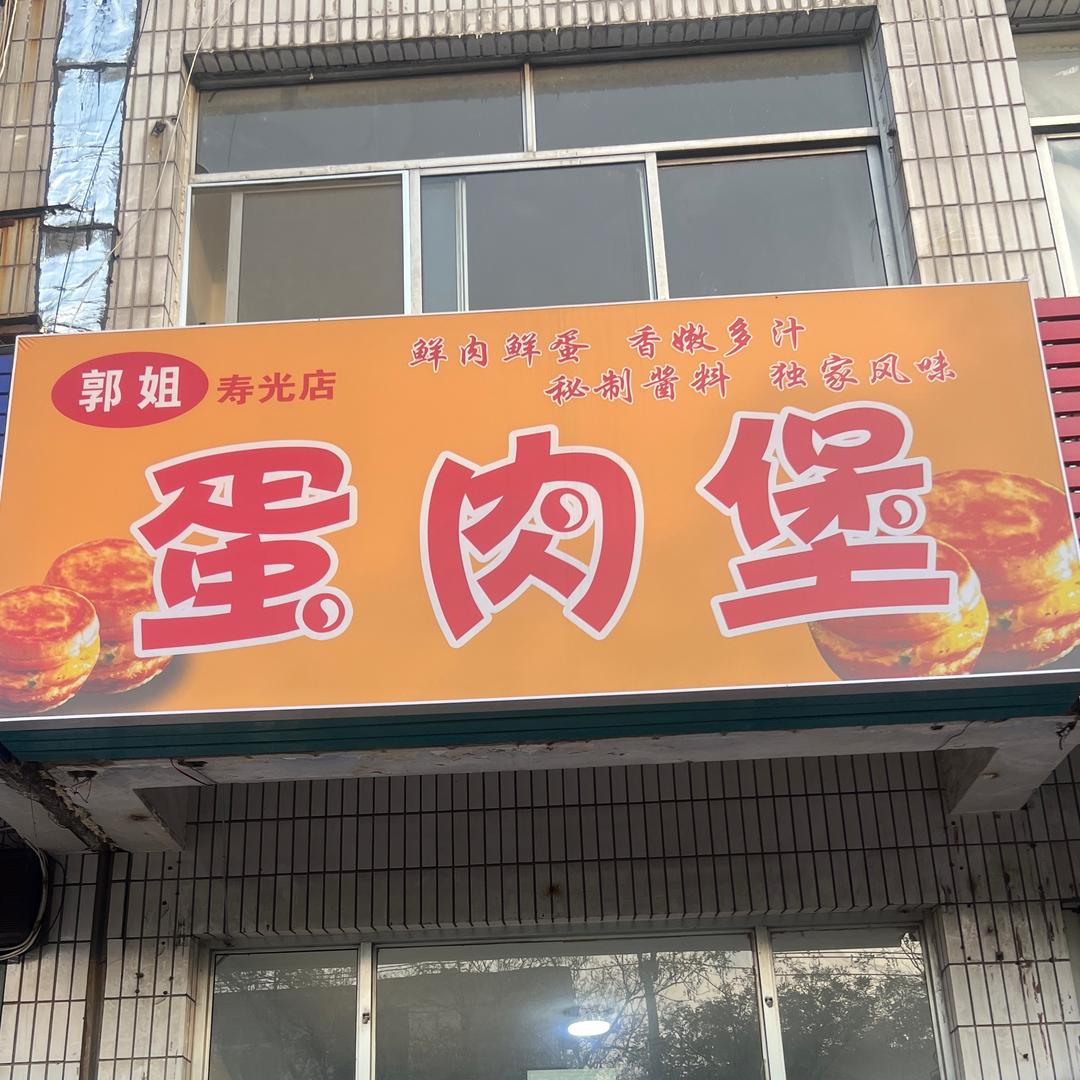 郭姐 寿光店
鲜肉鲜蛋 香嫩多汁
秘制酱料 独家风味
蛋肉堡